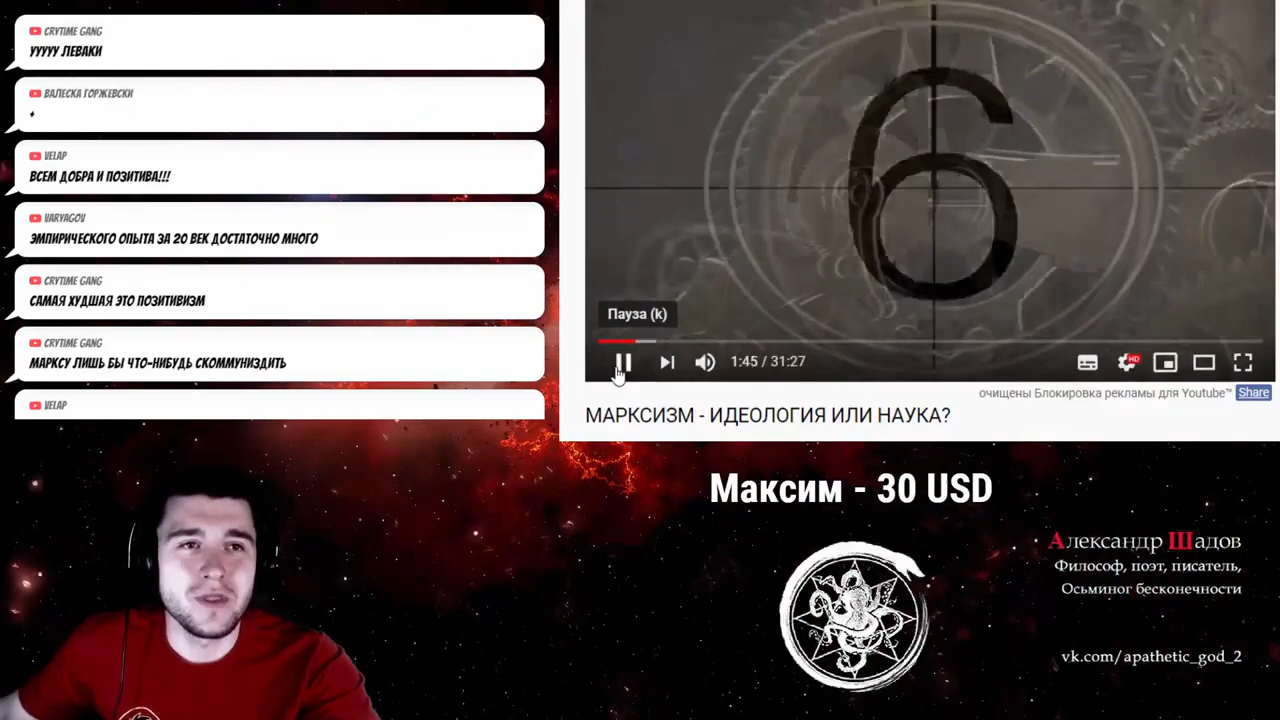 CRYTIME GANG
УУУУУ ЛЕВАКИ
ВАЛЕСКА ГОРЖЕВСКИ
+
VELAP
ВСЕМ ДОБРА И ПОЗИТИВА!!!
VARYAGOV
ЭМПИРИЧЕСКОГО ОПЫТА ЗА 20 ВЕК ДОСТАТОЧНО МНОГО
CRYTIME GANG
САМАЯ ХУДШАЯ ЭТО ПОЗИТИВИЗМ
CRYTIME GANG
МАРКСУ ЛИШЬ БЫ ЧТО-НИБУДЬ СКОММУНИЗДИТЬ
VELAP
6
Пауза (k)
1:45 / 31:27
HD
очищены Блокировка рекламы для Youtube™ Share
МАРКСИЗМ - ИДЕОЛОГИЯ ИЛИ НАУКА?
Максим - 30 USD
Александр Шадов
Философ, поэт, писатель,
Осьминог бесконечности
vk.com/apathetic_god_2